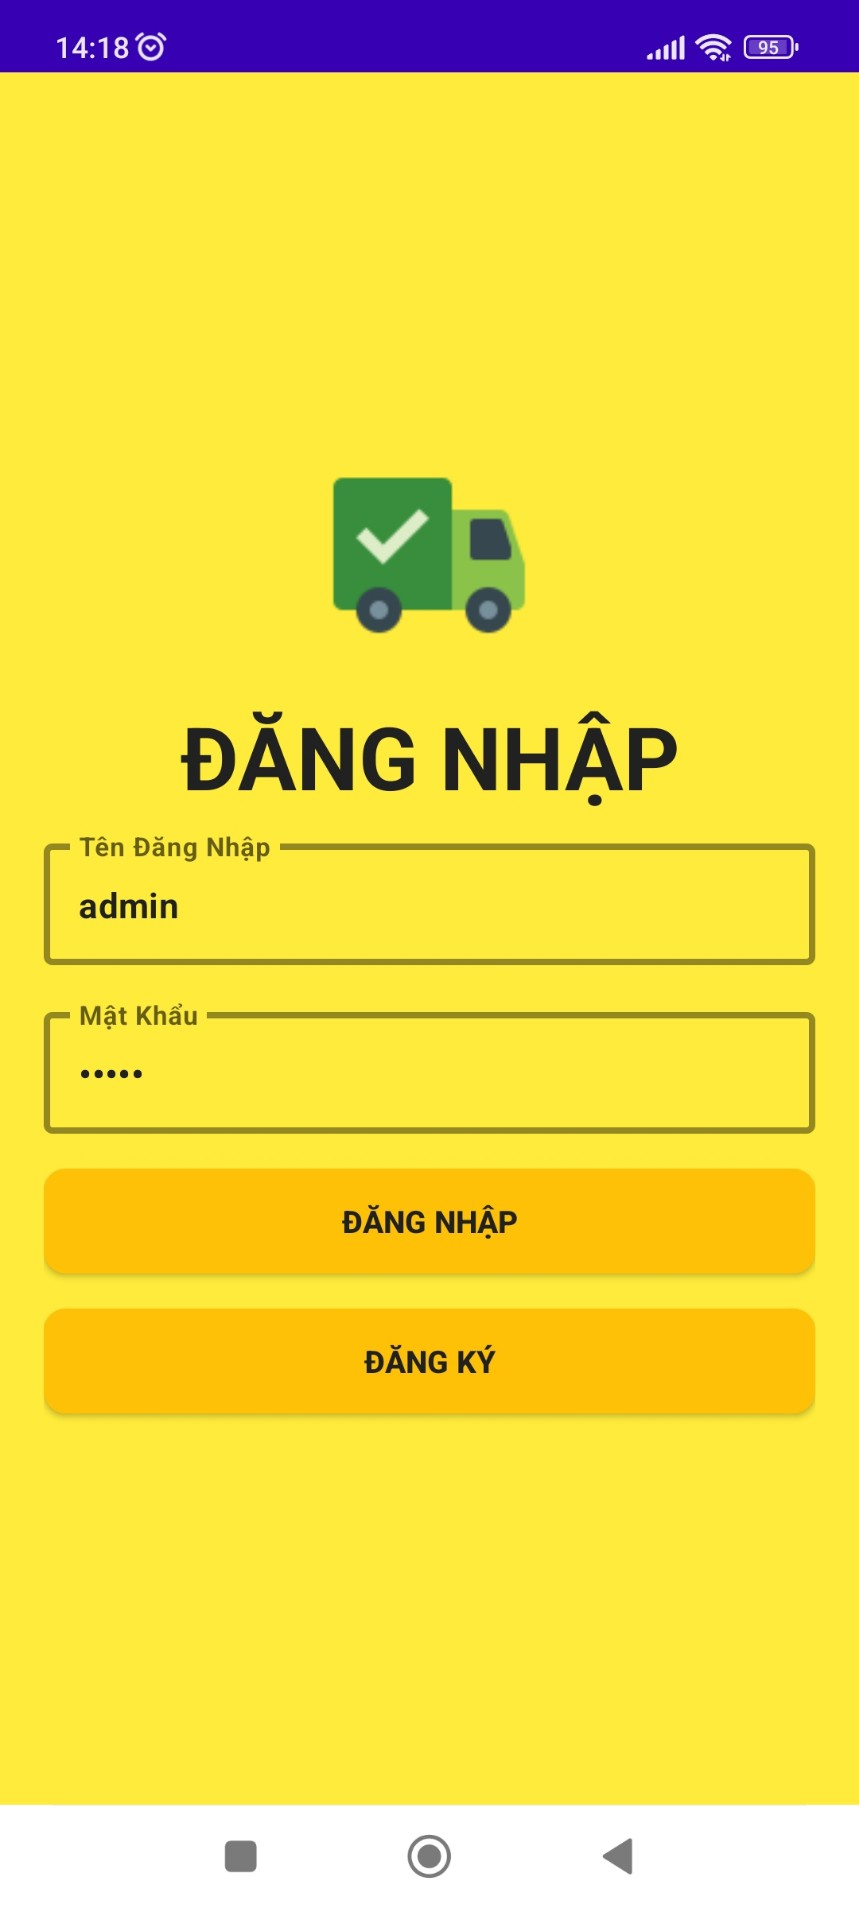 14:18
95
ĐĂNG NHẬP
Tên Đăng Nhập
admin
Mật Khẩu
•••••
ĐĂNG NHẬP
ĐĂNG KÝ